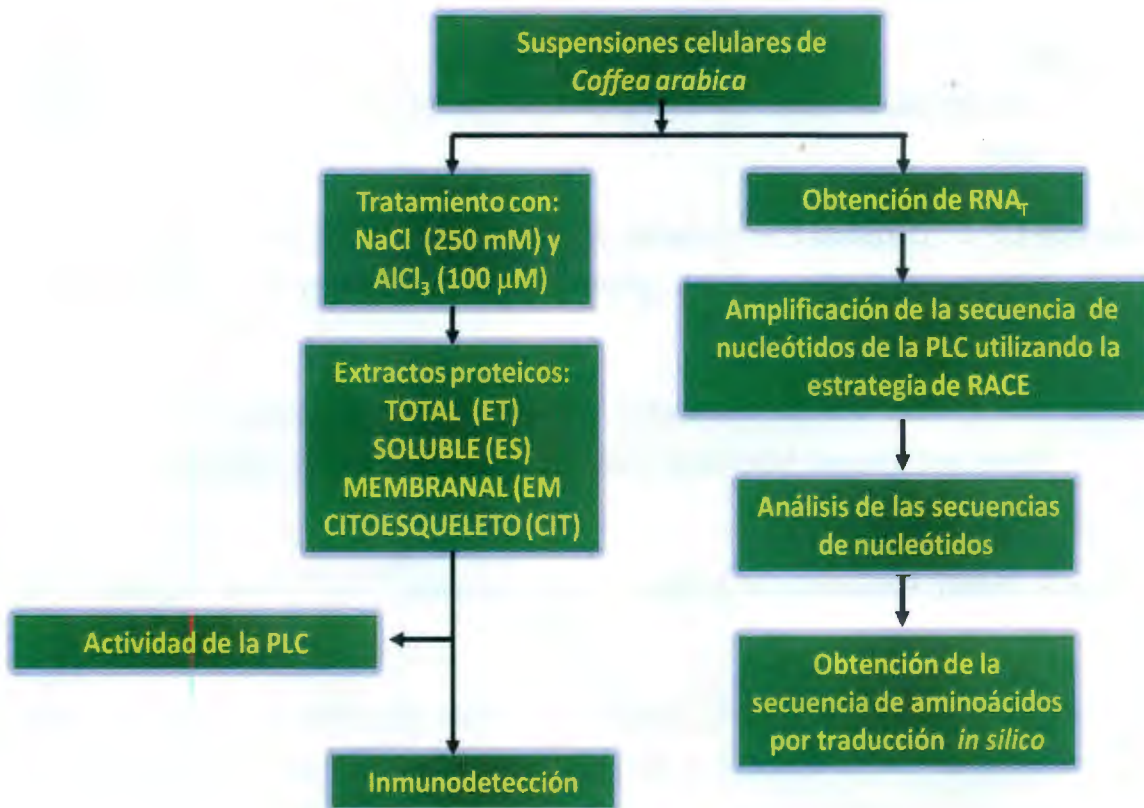 Suspensiones celulares de
Coffea arabica
Tratamiento con:
NaCl (250 mM) y
AlCl₃ (100 μM)
Obtención de RNA_T
Extractos proteicos:
TOTAL (ET)
SOLUBLE (ES)
MEMBRANAL (EM
CITOESQUELETO (CIT)
Amplificación de la secuencia de
nucleótidos de la PLC utilizando la
estrategia de RACE
Análisis de las secuencias
de nucleótidos
Actividad de la PLC
Obtención de la
secuencia de aminoácidos
por traducción in silico
Inmunodetección